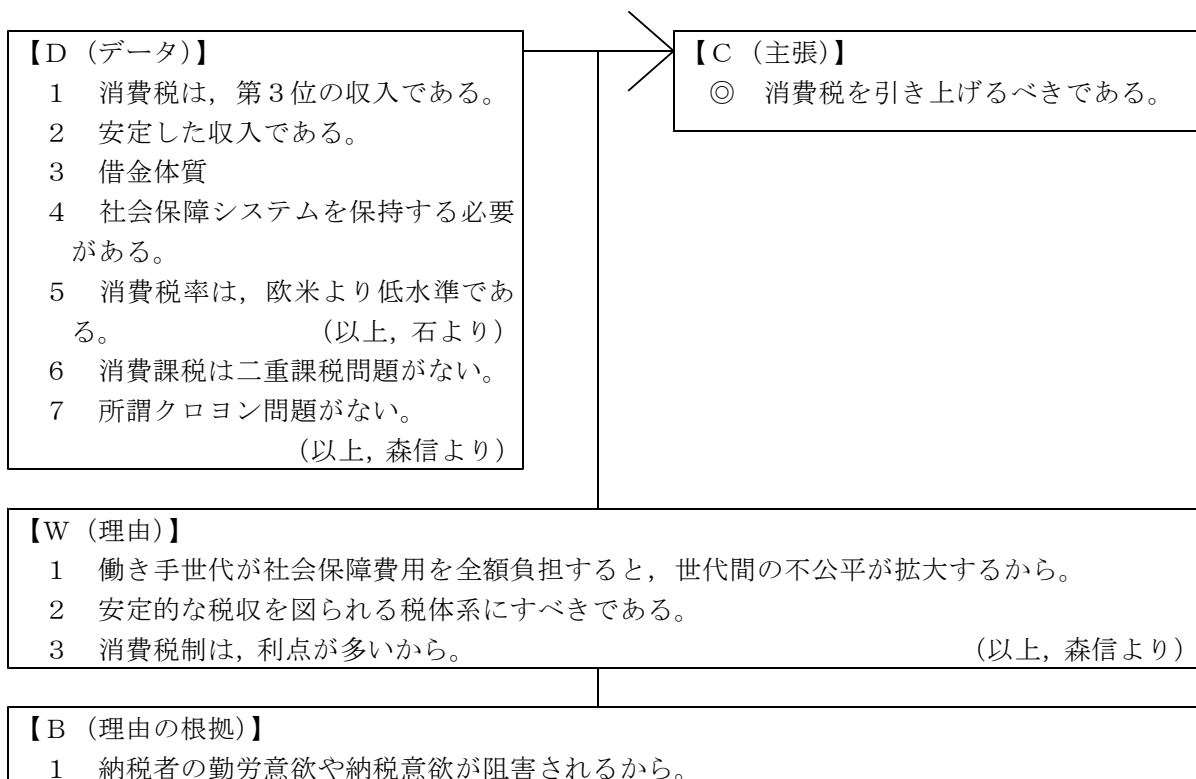 【D（データ)】
1　消費税は，第３位の収入である。
2　安定した収入である。
3　借金体質
4　社会保障システムを保持する必要
がある。
5　消費税率は，欧米より低水準であ
る。　　　　　（以上，石より）
6　消費課税は二重課税問題がない。
7　所謂クロヨン問題がない。
（以上，森信より）
【C（主張)】
◎　消費税を引き上げるべきである。
【W（理由)】
1　働き手世代が社会保障費用を全額負担すると，世代間の不公平が拡大するから。
2　安定的な税収を図られる税体系にすべきである。
3　消費税制は，利点が多いから。　　　　　（以上，森信より）
【B（理由の根拠)】
1　納税者の勤労意欲や納税意欲が阻害されるから。